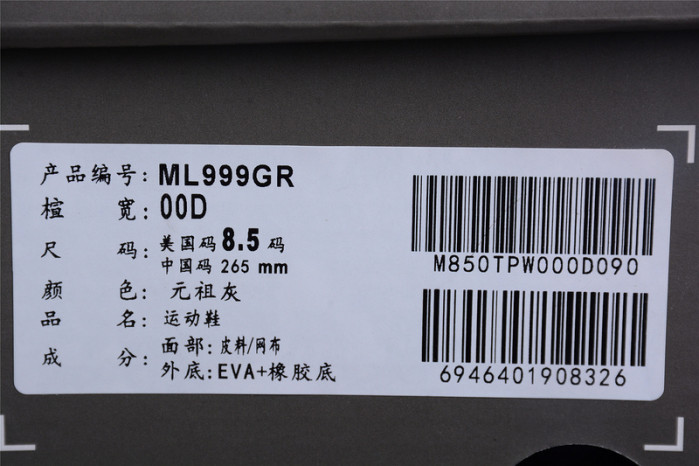 产品编号: ML999GR
楦宽: 00D
尺码: 美国码 8.5 码
中国码 265 mm
颜色: 元祖灰
品名: 运动鞋
成分: 面部: 皮料/网布
外底: EVA+橡胶底
M850TPW000D090
6946401908326